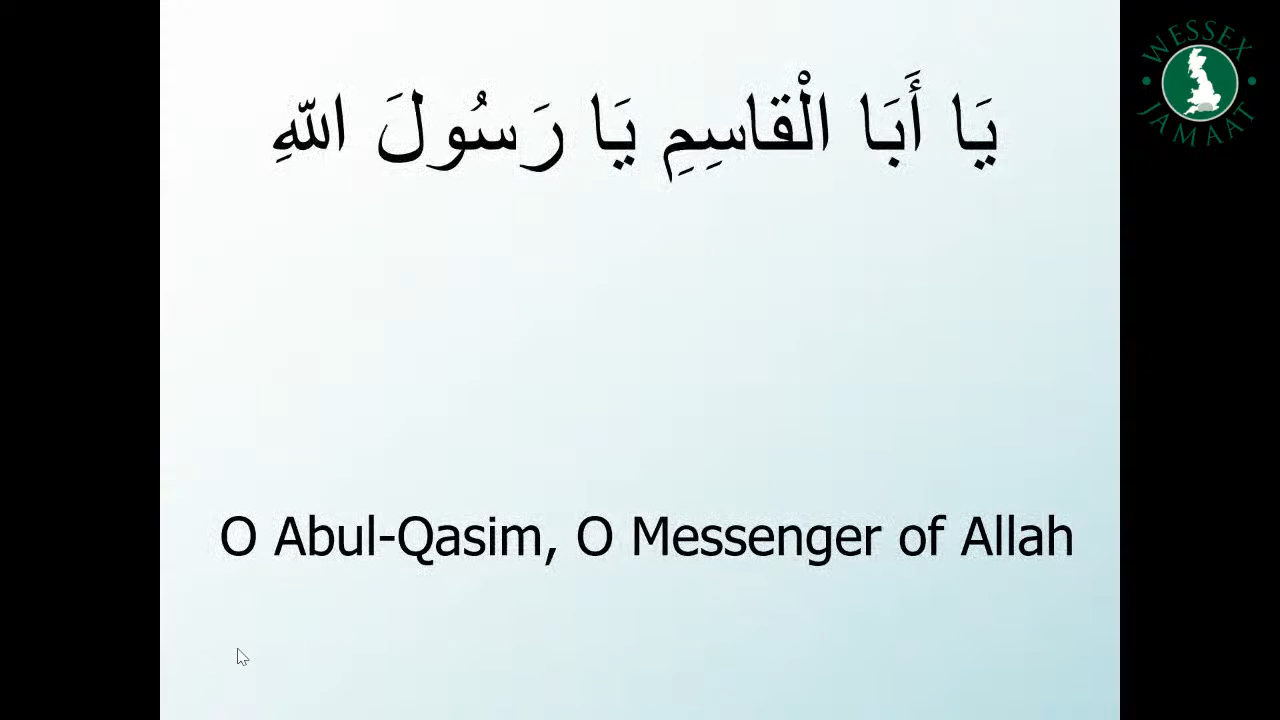 يَا أَبَا الْقاسِمِ يَا رَسُولَ اللّهِ
O Abul-Qasim, O Messenger of Allah
WESSEX
JAMAAT